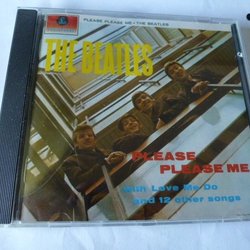 PLEASE PLEASE ME • THE BEATLES
THE BEATLES
PLEASE
PLEASE ME
with Love Me Do
and 12 other songs